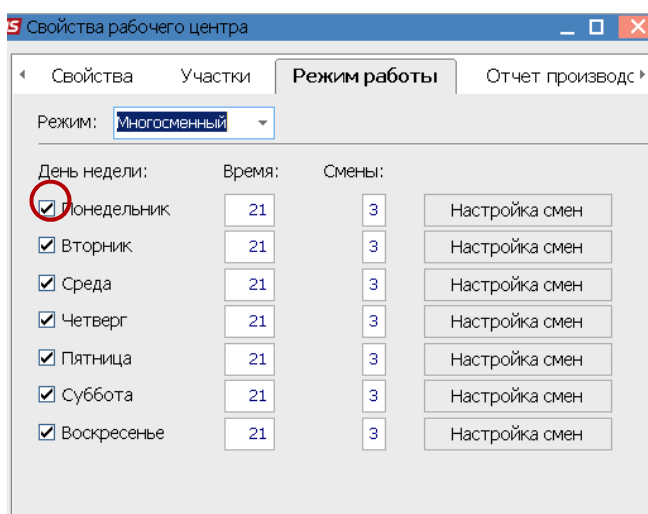 Свойства рабочего центра
Свойства Участки Режим работы Отчет производс
Режим: Многосменный
День недели: Время: Смены:
Понедельник 21 3 Настройка смен
Вторник 21 3 Настройка смен
Среда 21 3 Настройка смен
Четверг 21 3 Настройка смен
Пятница 21 3 Настройка смен
Суббота 21 3 Настройка смен
Воскресенье 21 3 Настройка смен